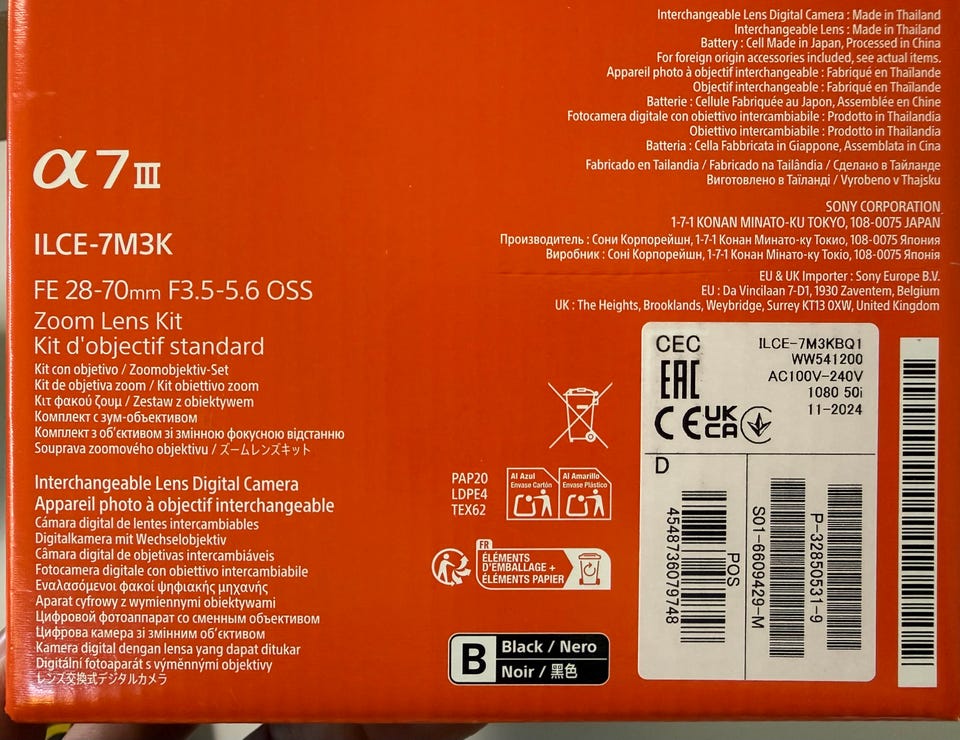 α7 III
ILCE-7M3K
FE 28-70mm F3.5-5.6 OSS
Zoom Lens Kit
Kit d'objectif standard
Kit con objetivo / Zoomobjektiv-Set
Kit de objetiva zoom / Kit obiettivo zoom
Κιτ φακού ζουμ / Zestaw z obiektywem
Комплект с зум-объективом
Комплект з об'єктивом зі змінною фокусною відстанню
Souprava zoomového objektivu / ズームレンズキット
Interchangeable Lens Digital Camera
Appareil photo à objectif interchangeable
Cámara digital de lentes intercambiables
Digitalkamera mit Wechselobjektiv
Câmara digital de objetivas intercambiáveis
Fotocamera digitale con obiettivo intercambiabile
Εναλασόμενοι φακοί ψηφιακής μηχανής
Aparat cyfrowy z wymiennymi obiektywami
Цифровой фотоаппарат со сменным объективом
Цифрова камера зі змінним об'єктивом
Kamera digital dengan lensa yang dapat ditukar
Digitální fotoaparát s výměnnými objektivy
レンズ交換式デジタルカメラ
Interchangeable Lens Digital Camera : Made in Thailand
Interchangeable Lens : Made in Thailand
Battery : Cell Made in Japan, Processed in China
For foreign origin accessories included, see actual items.
Appareil photo à objectif interchangeable : Fabriqué en Thaïlande
Objectif interchangeable : Fabriqué en Thaïlande
Batterie : Cellule Fabriquée au Japon, Assemblée en Chine
Fotocamera digitale con obiettivo intercambiabile : Prodotto in Thailandia
Obiettivo intercambiabile : Prodotto in Thailandia
Batteria : Cella Fabbricata in Giappone, Assemblata in Cina
Fabricado en Tailandia / Fabricado na Tailândia / Сделано в Тайланде
Виготовлено в Таїланді / Vyrobeno v Thajsku
SONY CORPORATION
1-7-1 KONAN MINATO-KU TOKYO, 108-0075 JAPAN
Производитель : Сони Корпорейшн, 1-7-1 Конан Минато-ку Токио, 108-0075 Япония
Виробник : Соні Корпорейшн, 1-7-1 Конан Мінато-ку Токіо, 108-0075 Японія
EU & UK Importer : Sony Europe B.V.
EU : Da Vincilaan 7-D1, 1930 Zaventem, Belgium
UK : The Heights, Brooklands, Weybridge, Surrey KT13 0XW, United Kingdom
PAP20
LDPE4
TEX62
Al Azul
Envase Cartón
Al Amarillo
Envase Plástico
FR
ÉLÉMENTS
D'EMBALLAGE +
ÉLÉMENTS PAPIER
B
Black / Nero
Noir / 黑色
CEC
EAC
CE UK CA
ILCE-7M3KBQ1
WW541200
AC100V-240V
1080 50i
11-2024
D
POS
4548736079748
S01-6609429-M
P-32850531-9